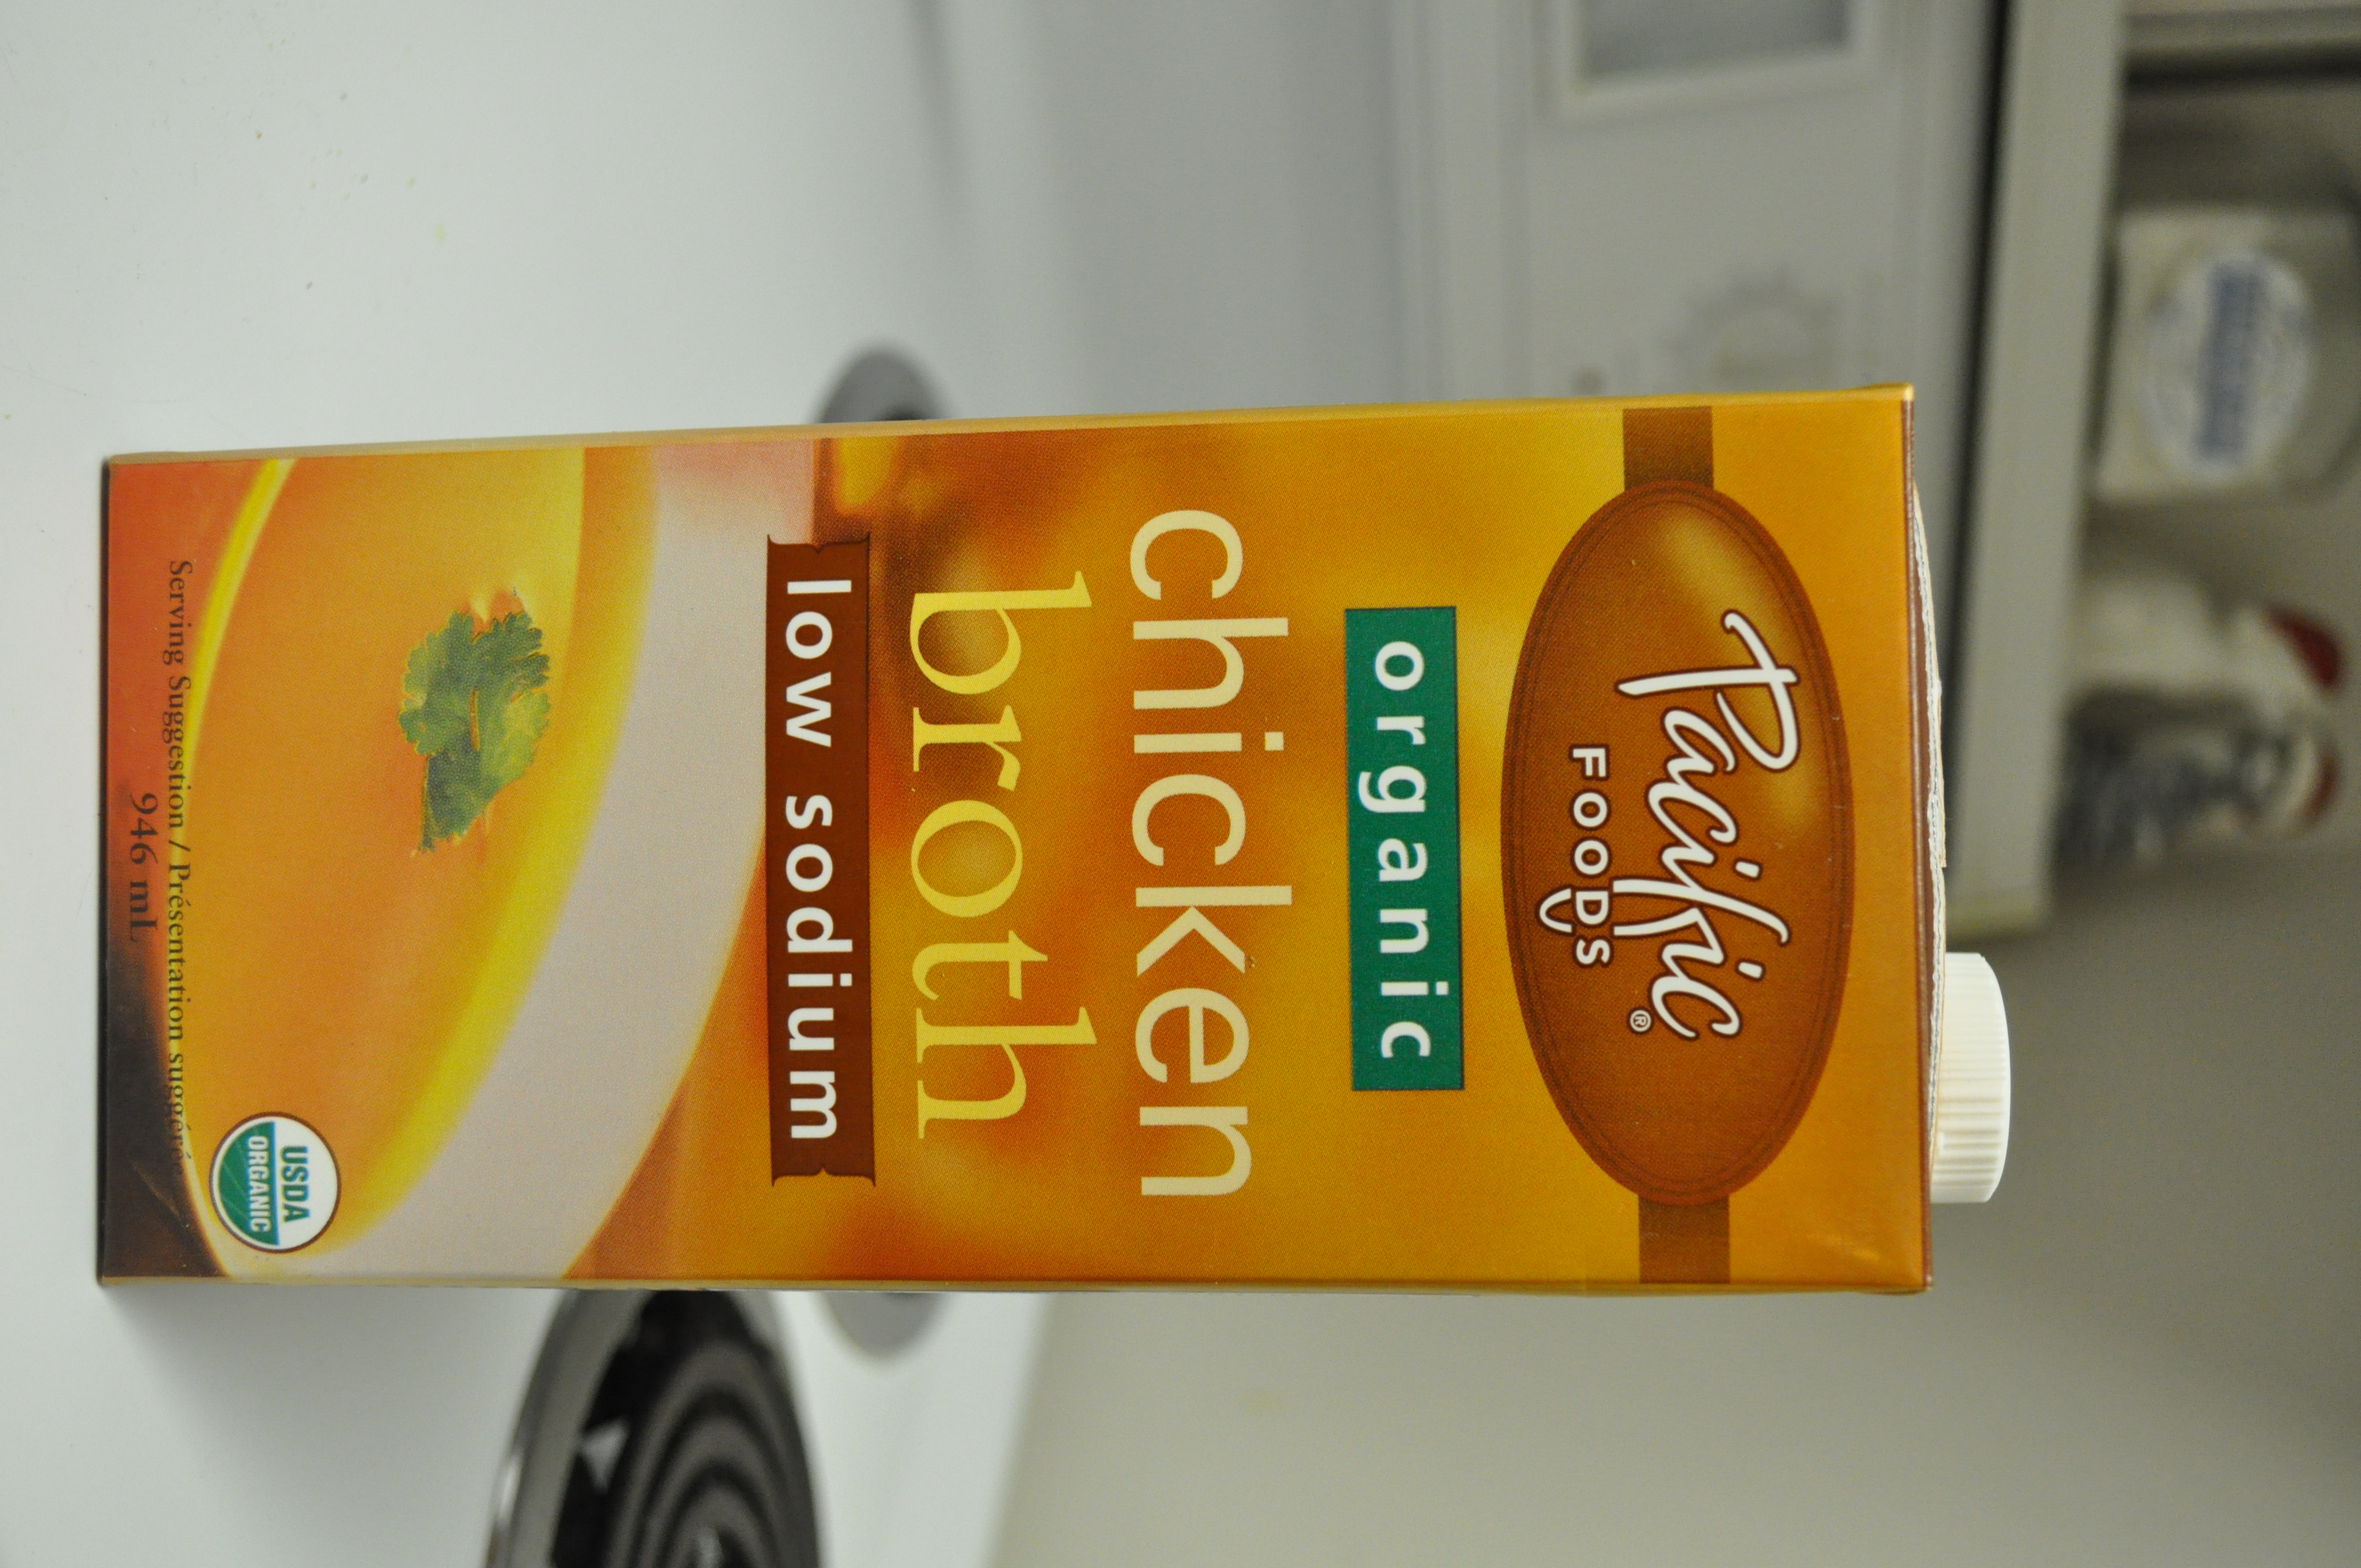 Pacific
FOODS
®
organic
chicken
broth
low sodium
USDA
ORGANIC
Serving Suggestion / Présentation suggérée
946 mL